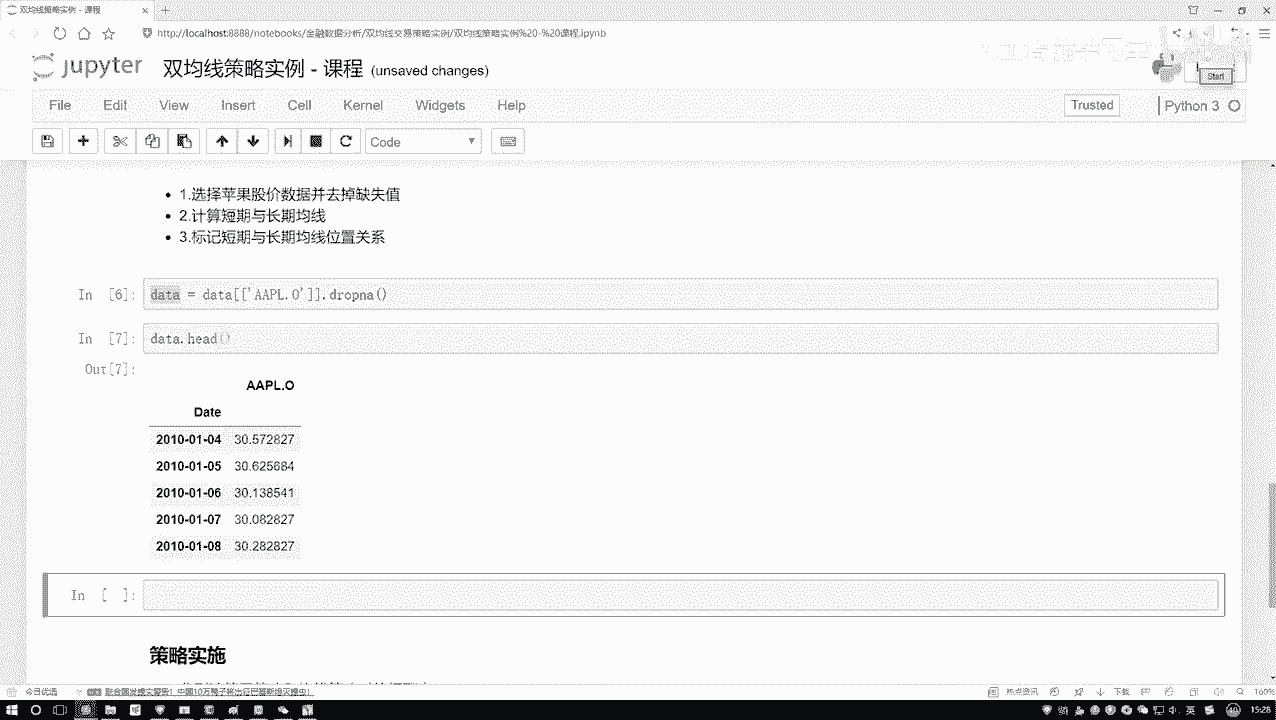 双均线策略实例 - 课程
http://localhost:8888/notebooks/金融数据分析/双均线交易策略实例/双均线策略实例%20-%20课程.ipynb
jupyter 双均线策略实例 - 课程 (unsaved changes)
Start
File Edit View Insert Cell Kernel Widgets Help
Trusted Python 3
Code
1.选择苹果股价数据并去掉缺失值
2.计算短期与长期均线
3.标记短期与长期均线位置关系
In [6]: data = data[['AAPL.O']].dropna()
In [7]: data.head()
Out[7]:
AAPL.O
Date
2010-01-04 30.572827
2010-01-05 30.625684
2010-01-06 30.138541
2010-01-07 30.082827
2010-01-08 30.282827
In [ ]:
策略实施
今日优选
热点资讯 下载 160%
英 15:28